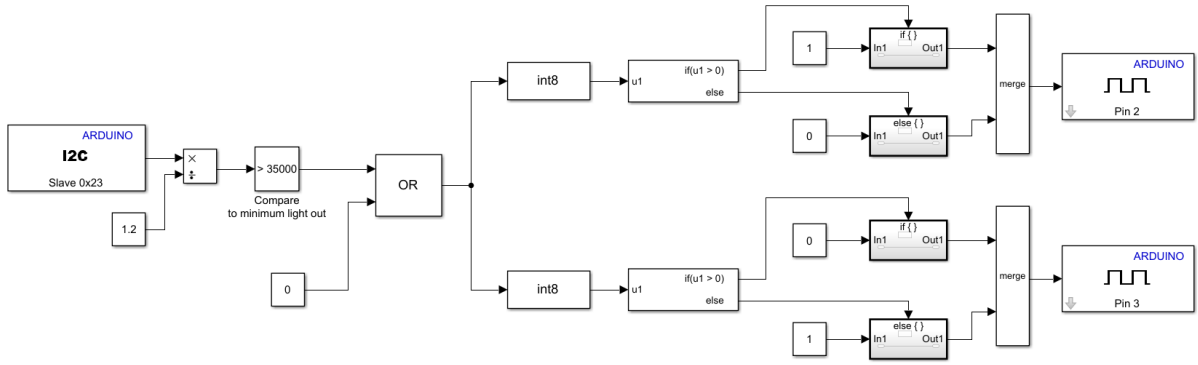 ARDUINO
I2C
Slave 0x23
1.2
×
÷
> 35000
Compare
to minimum light out
0
OR
int8
u1
if(u1 > 0)
else
1
if { }
In1
Out1
0
else { }
In1
Out1
merge
ARDUINO
Pin 2
int8
u1
if(u1 > 0)
else
0
if { }
In1
Out1
1
else { }
In1
Out1
merge
ARDUINO
Pin 3